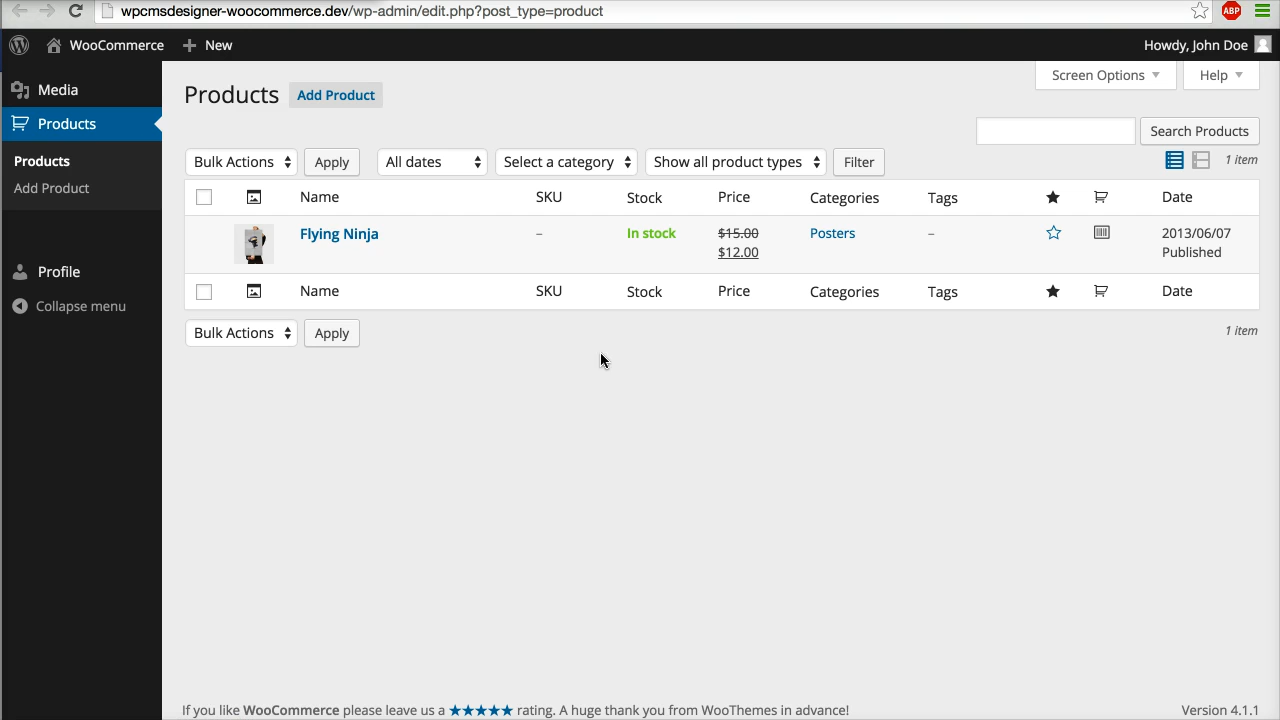 wpcmsdesigner-woocommerce.dev/wp-admin/edit.php?post_type=product
ABP
WooCommerce
New
Howdy, John Doe
Media
Products
Products
Add Product
Profile
Collapse menu
Products
Add Product
Screen Options
Help
Search Products
Bulk Actions
Apply
All dates
Select a category
Show all product types
Filter
1 item
Name SKU Stock Price Categories Tags Date
Flying Ninja – In stock $15.00 Posters – 2013/06/07
$12.00 Published
Name SKU Stock Price Categories Tags Date
Bulk Actions
Apply
1 item
If you like WooCommerce please leave us a ★★★★★ rating. A huge thank you from WooThemes in advance!
Version 4.1.1